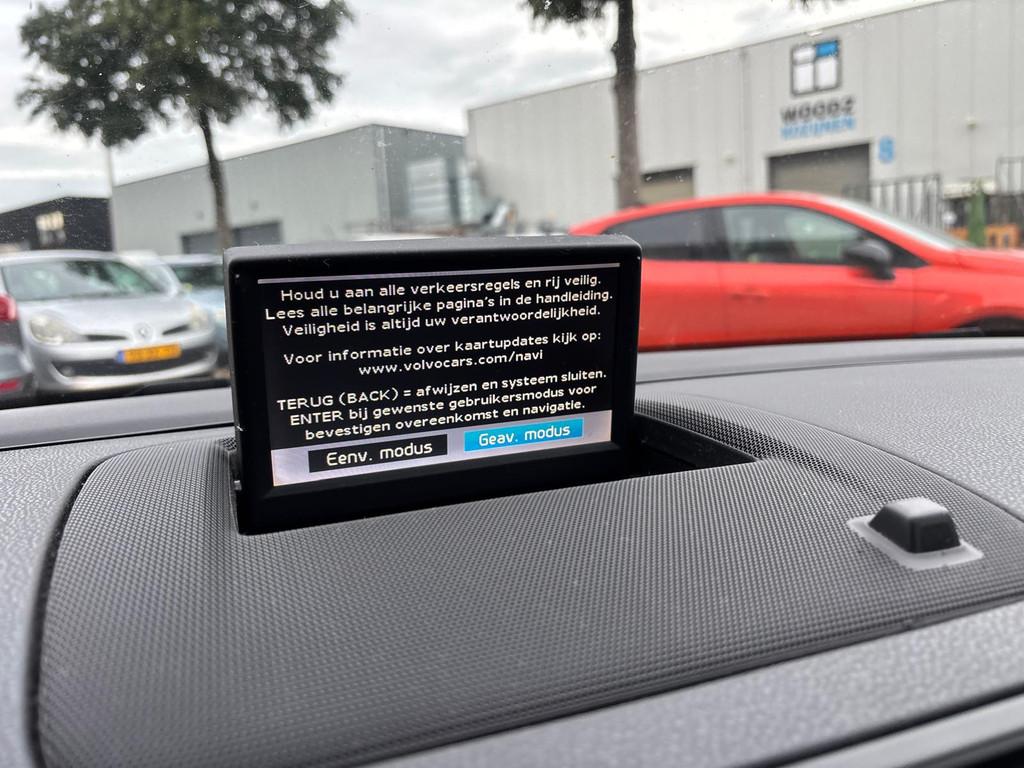 WOODZ
KOZIJNEN
8
Houd u aan alle verkeersregels en rij veilig.
Lees alle belangrijke pagina's in de handleiding.
Veiligheid is altijd uw verantwoordelijkheid.
Voor informatie over kaartupdates kijk op:
www.volvocars.com/navi
TERUG (BACK) = afwijzen en systeem sluiten.
ENTER bij gewenste gebruikersmodus voor
bevestigen overeenkomst en navigatie.
Eenv. modus
Geav. modus